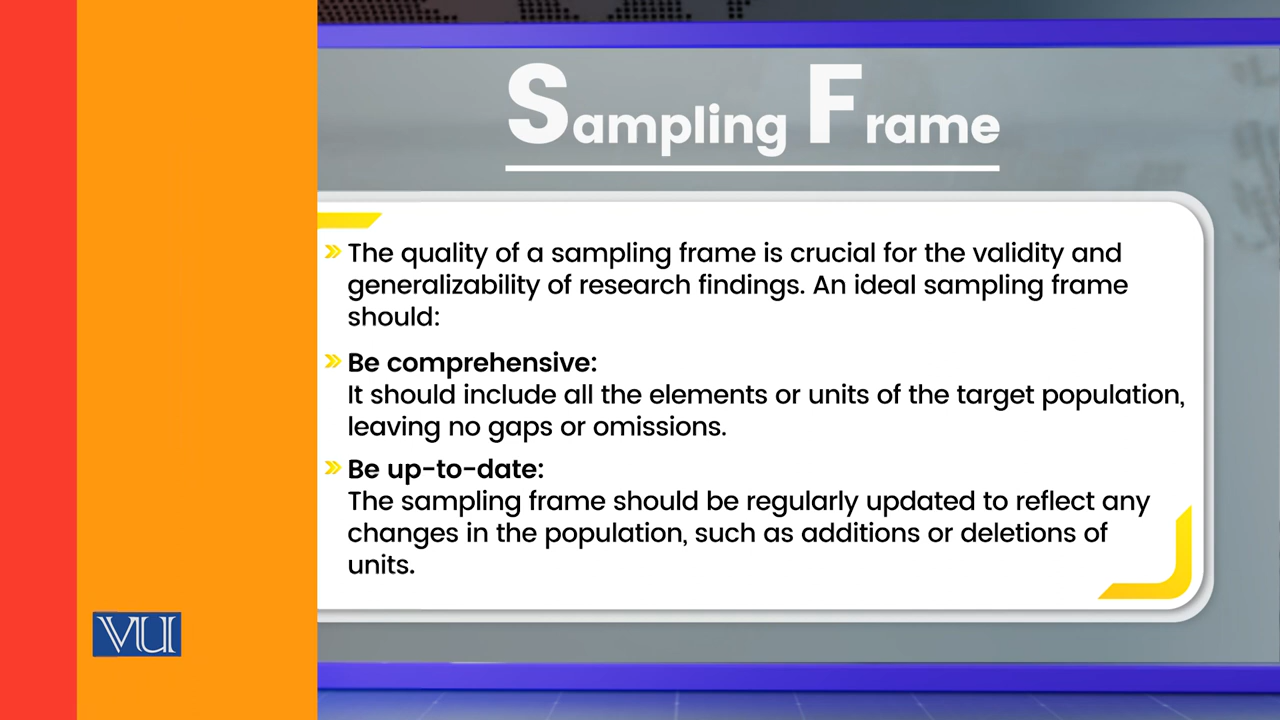 Sampling Frame
The quality of a sampling frame is crucial for the validity and
generalizability of research findings. An ideal sampling frame
should:
Be comprehensive:
It should include all the elements or units of the target population,
leaving no gaps or omissions.
Be up-to-date:
The sampling frame should be regularly updated to reflect any
changes in the population, such as additions or deletions of
units.
VU